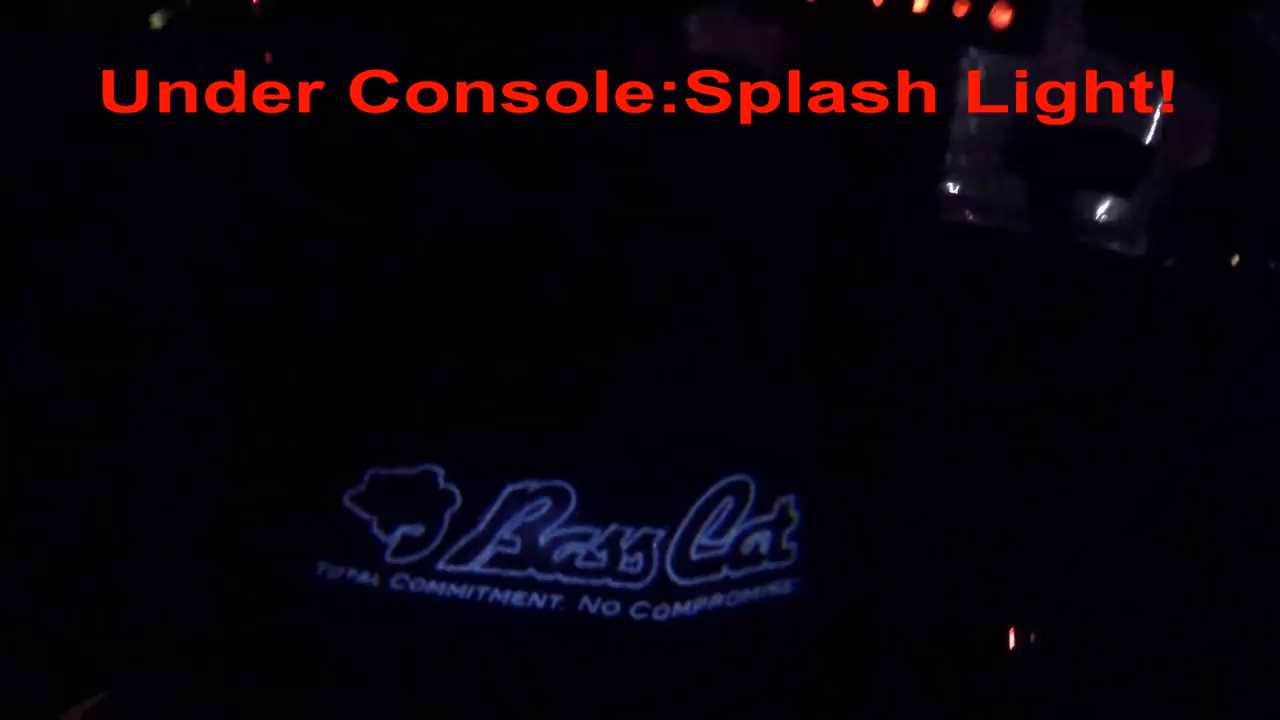 Under Console:Splash Light!
Bass Cat
TOTAL COMMITMENT. NO COMPROMISE